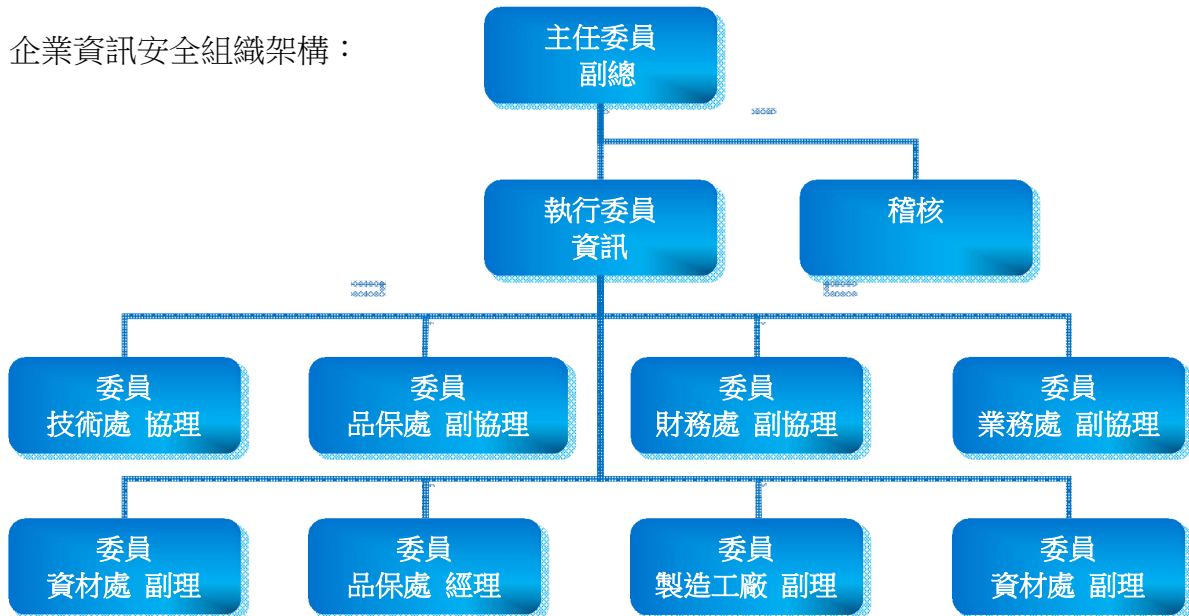 企業資訊安全組織架構：
主任委員
副總
執行委員
資訊
稽核
委員
技術處 協理
委員
品保處 副協理
委員
財務處 副協理
委員
業務處 副協理
委員
資材處 副理
委員
品保處 經理
委員
製造工廠 副理
委員
資材處 副理